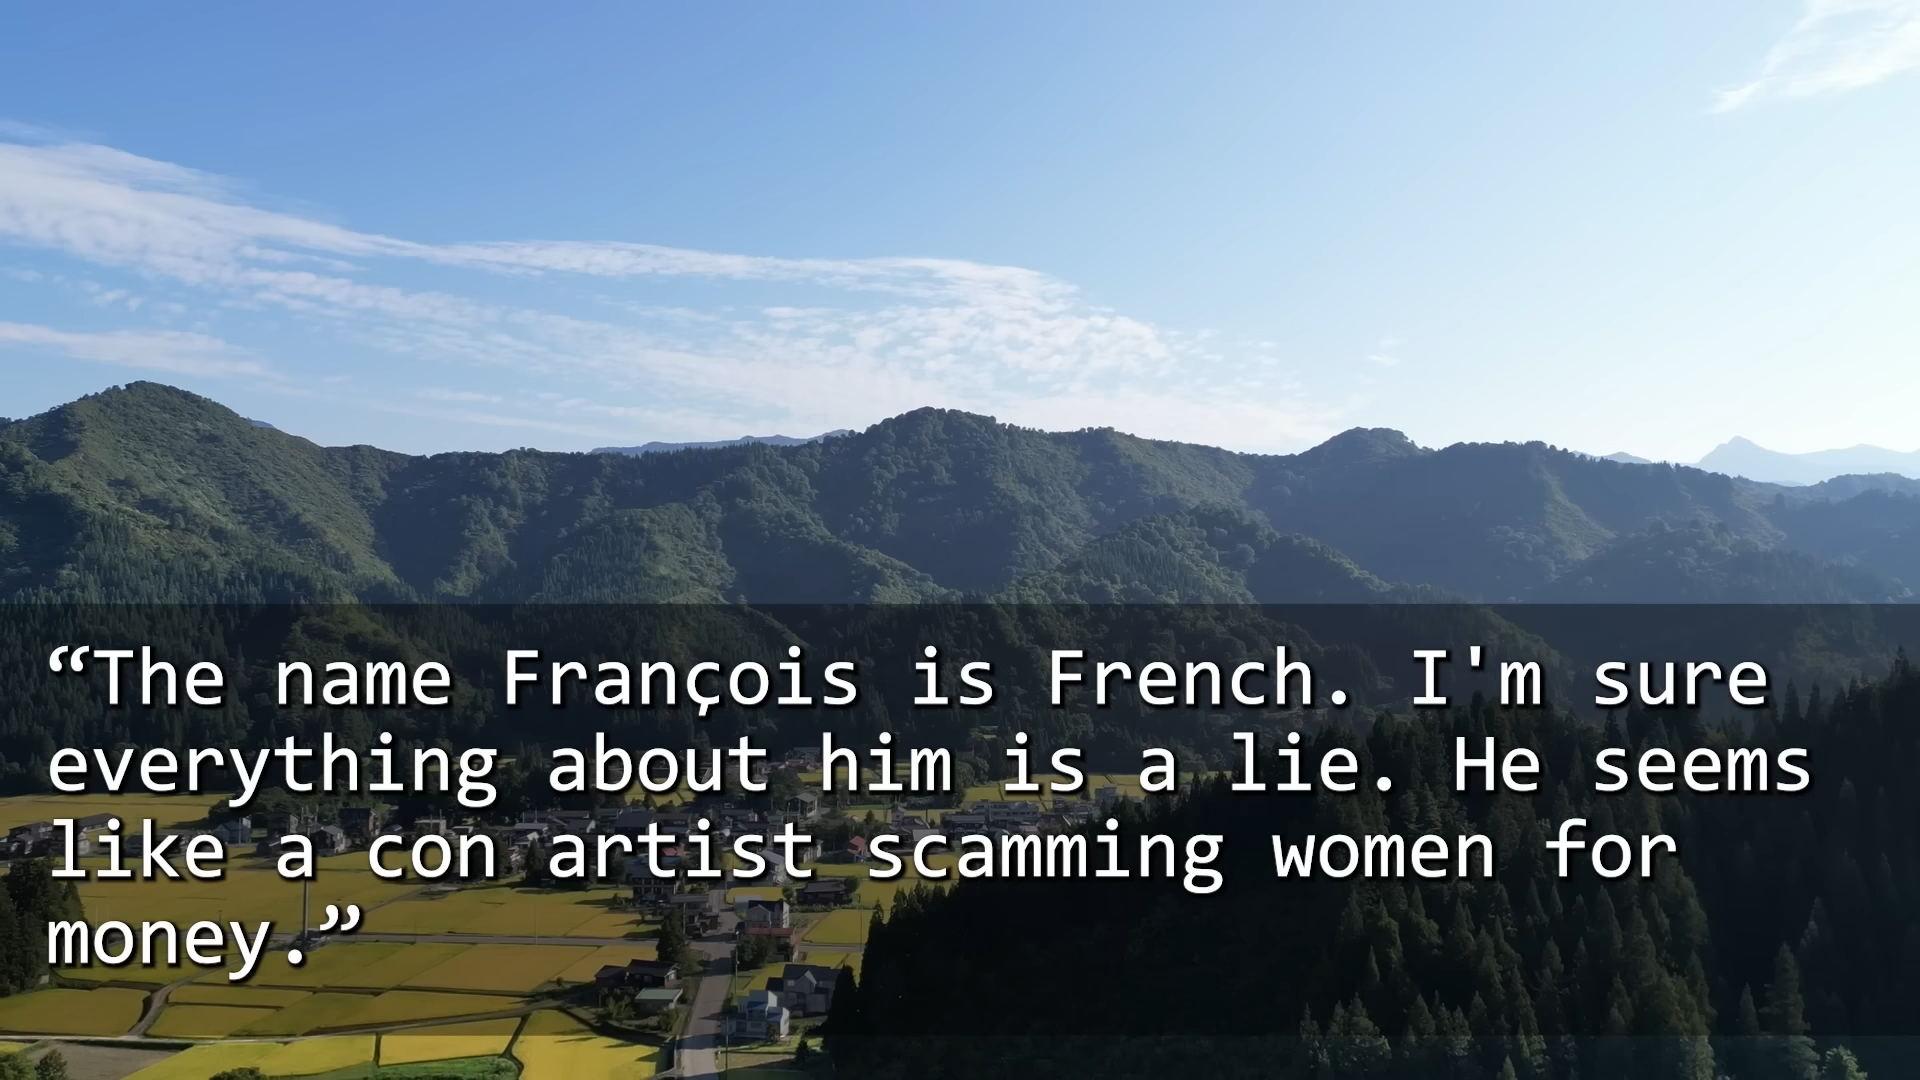 “The name François is French. I'm sure
everything about him is a lie. He seems
like a con artist scamming women for
money.”